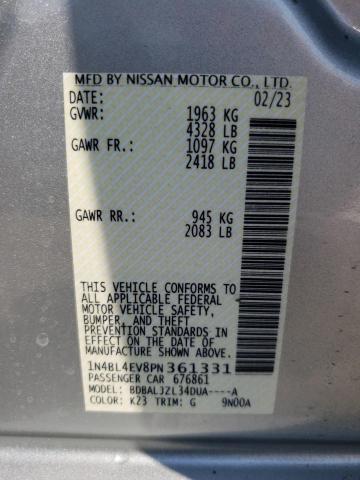 MFD BY NISSAN MOTOR CO., LTD.
DATE: 02/23
GVWR: 1963 KG
4328 LB
GAWR FR.: 1097 KG
2418 LB
GAWR RR.: 945 KG
2083 LB
THIS VEHICLE CONFORMS TO
ALL APPLICABLE FEDERAL
MOTOR VEHICLE SAFETY,
BUMPER, AND THEFT
PREVENTION STANDARDS IN
EFFECT ON THE DATE OF
MANUFACTURE SHOWN ABOVE
1N4BL4EV8PN361331
PASSENGER CAR 676861
MODEL: BDBALJZL34DUA----A
COLOR: K23 TRIM: G 9N00A